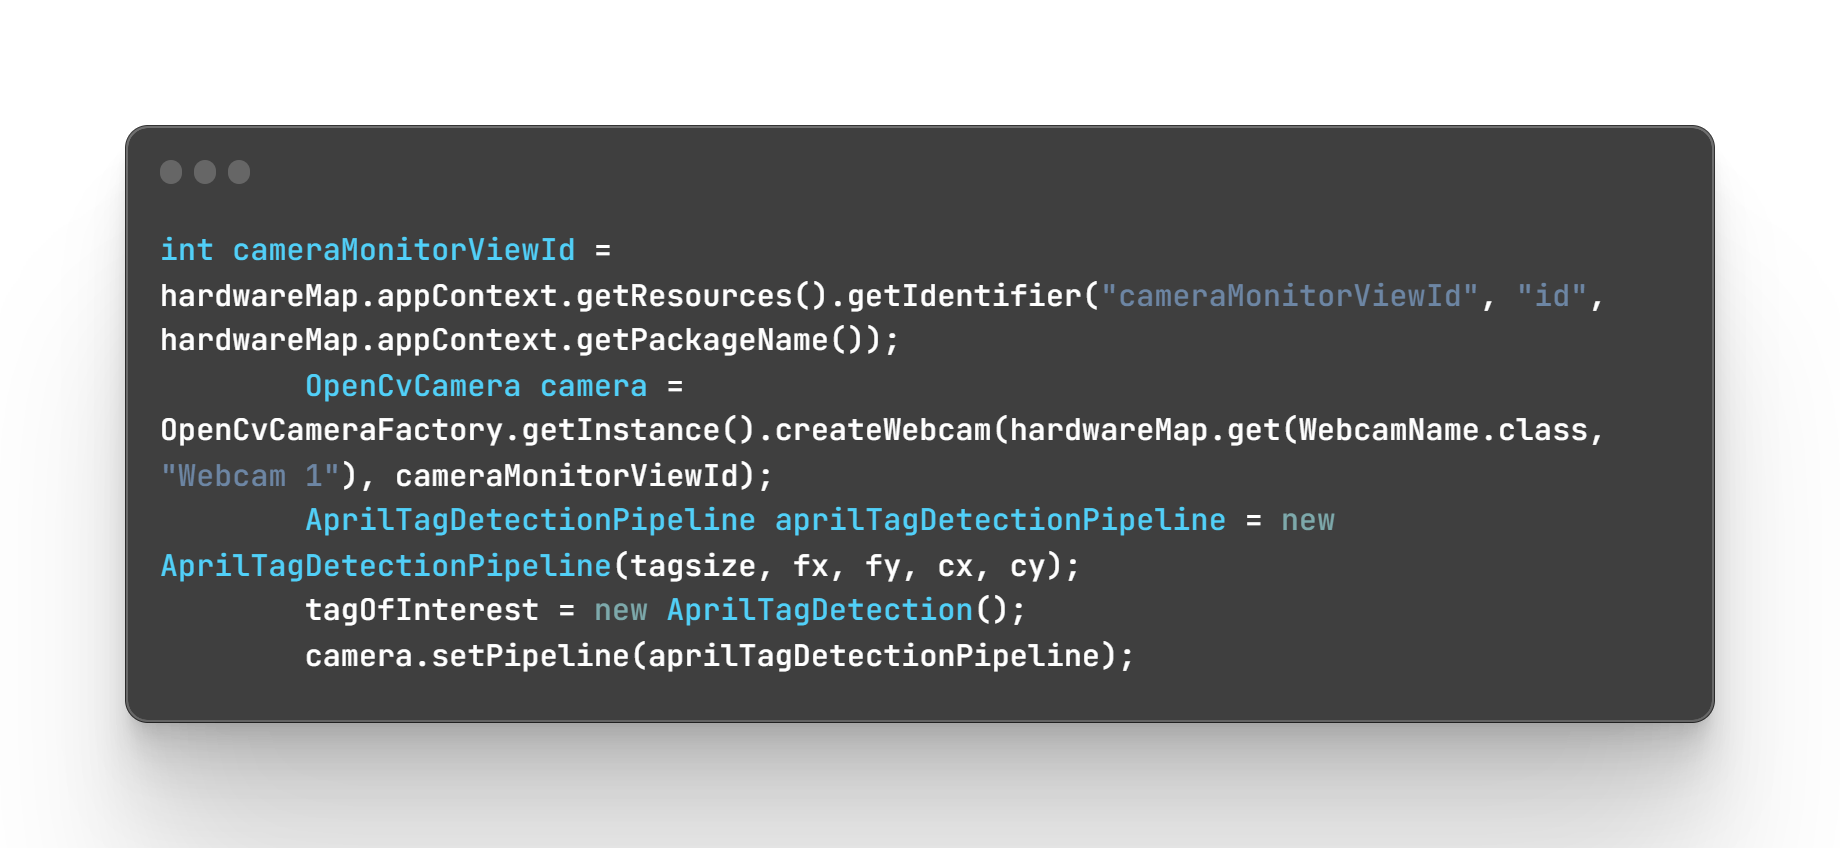 int cameraMonitorViewId =
hardwareMap.appContext.getResources().getIdentifier("cameraMonitorViewId", "id",
hardwareMap.appContext.getPackageName());
        OpenCvCamera camera =
OpenCvCameraFactory.getInstance().createWebcam(hardwareMap.get(WebcamName.class,
"Webcam 1"), cameraMonitorViewId);
        AprilTagDetectionPipeline aprilTagDetectionPipeline = new
AprilTagDetectionPipeline(tagsize, fx, fy, cx, cy);
        tagOfInterest = new AprilTagDetection();
        camera.setPipeline(aprilTagDetectionPipeline);